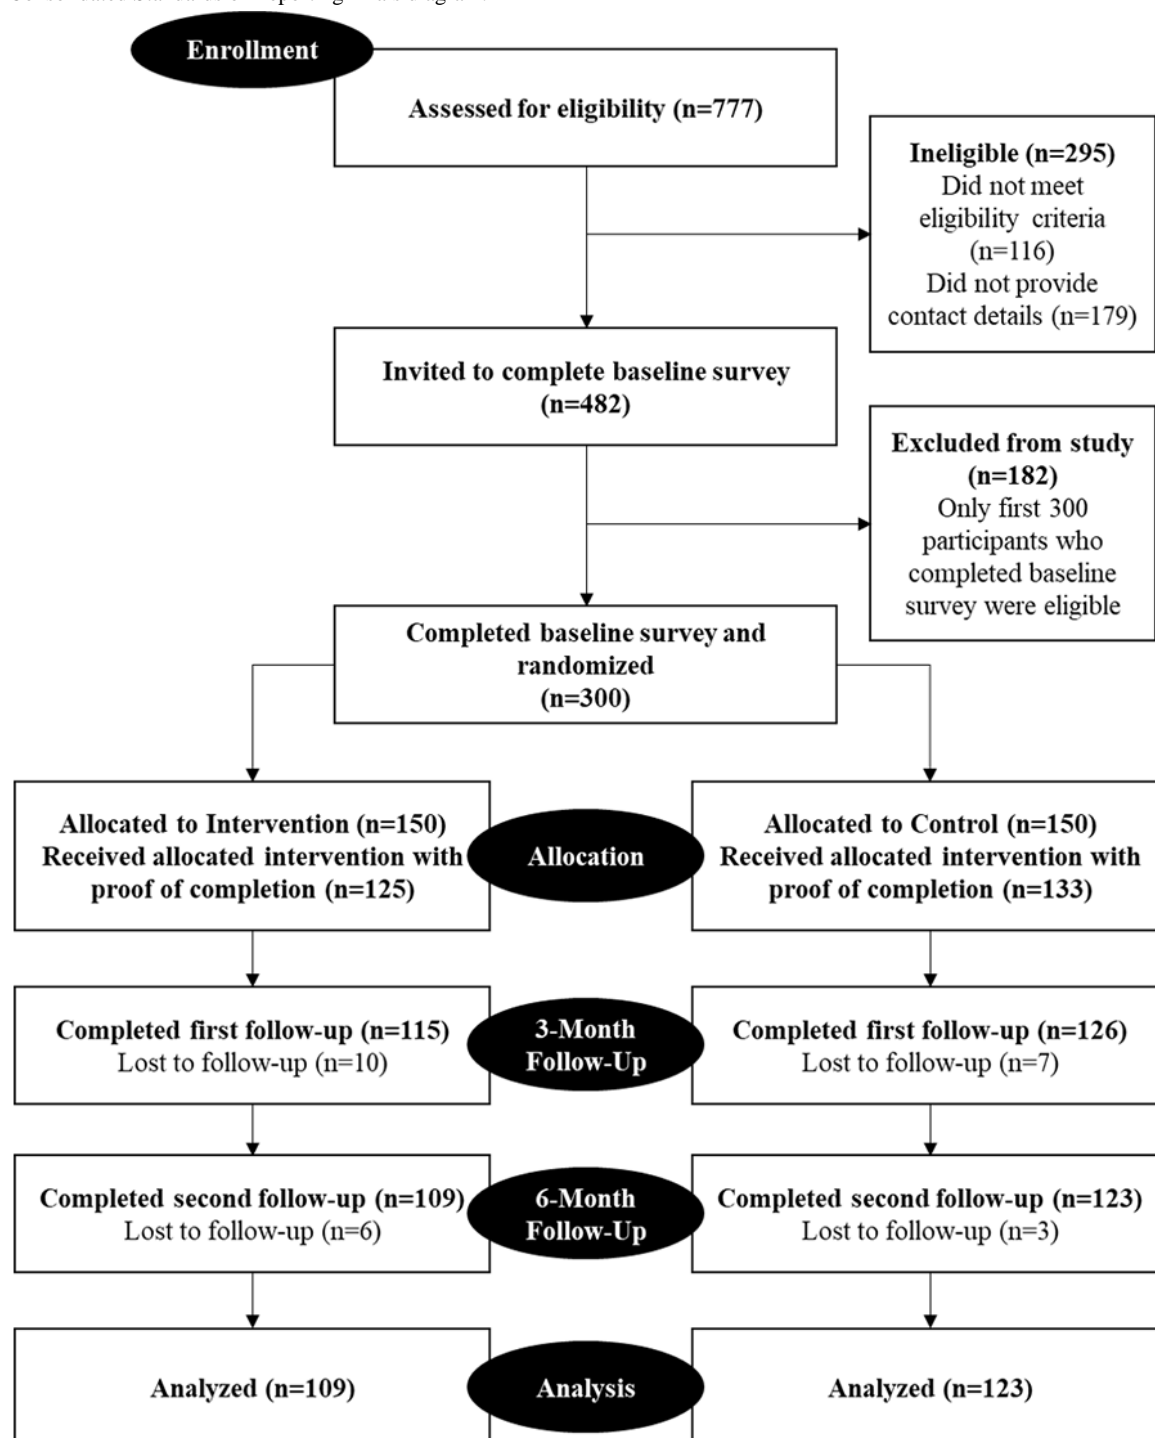 Enrollment
Assessed for eligibility (n=777)
Ineligible (n=295)
Did not meet
eligibility criteria
(n=116)
Did not provide
contact details (n=179)
Invited to complete baseline survey
(n=482)
Excluded from study
(n=182)
Only first 300
participants who
completed baseline
survey were eligible
Completed baseline survey and
randomized
(n=300)
Allocated to Intervention (n=150)
Received allocated intervention with
proof of completion (n=125)
Allocation
Allocated to Control (n=150)
Received allocated intervention with
proof of completion (n=133)
Completed first follow-up (n=115)
Lost to follow-up (n=10)
3-Month
Follow-Up
Completed first follow-up (n=126)
Lost to follow-up (n=7)
Completed second follow-up (n=109)
Lost to follow-up (n=6)
6-Month
Follow-Up
Completed second follow-up (n=123)
Lost to follow-up (n=3)
Analyzed (n=109)
Analysis
Analyzed (n=123)